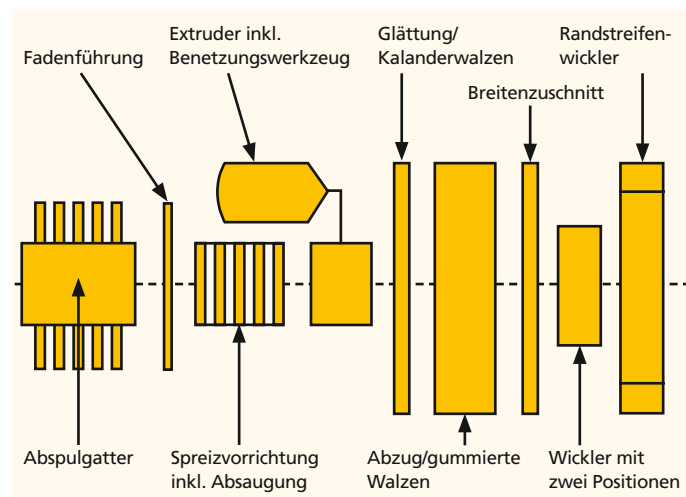 Fadenführung
Extruder inkl.
Benetzungswerkzeug
Glättung/
Kalanderwalzen
Breitenzuschnitt
Randstreifen-
wickler
Abspulgatter
Spreizvorrichtung
inkl. Absaugung
Abzug/gummierte
Walzen
Wickler mit
zwei Positionen